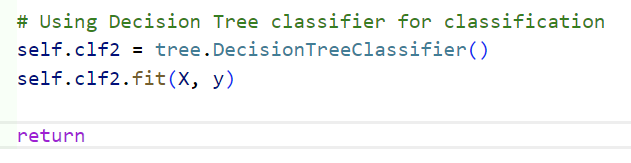 # Using Decision Tree classifier for classification
self.clf2 = tree.DecisionTreeClassifier()
self.clf2.fit(X, y)
return